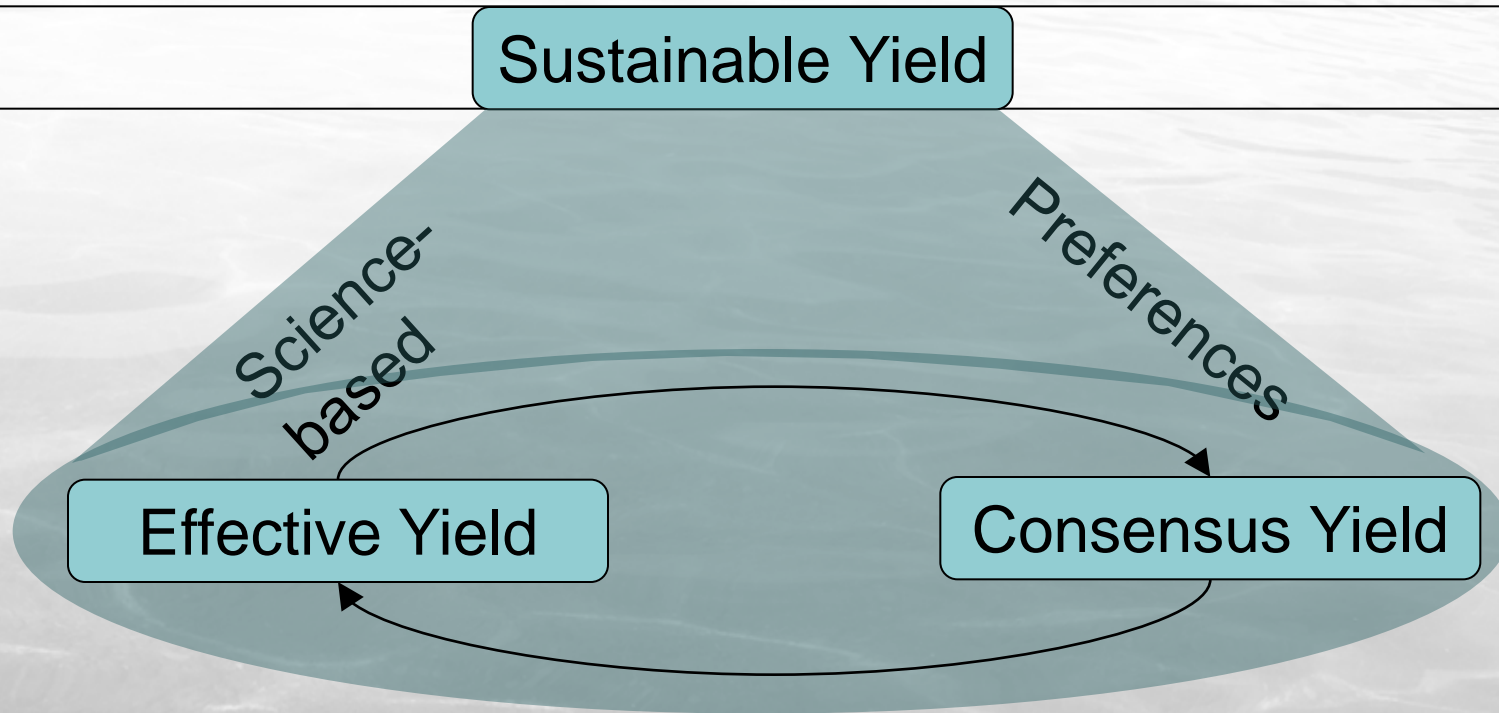 Sustainable Yield
Science-
based
Preferences
Effective Yield
Consensus Yield